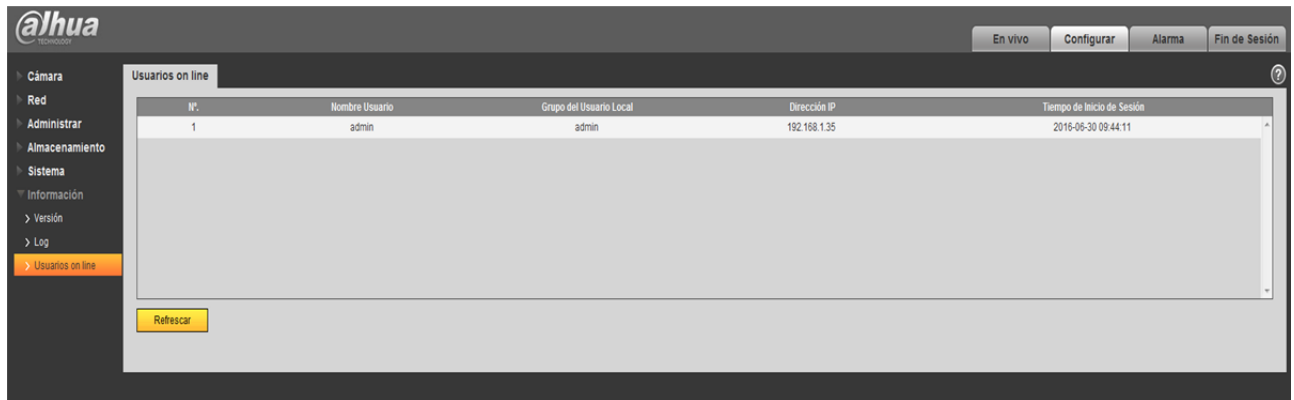 alhua
TECHNOLOGY
En vivo Configurar Alarma Fin de Sesión
Cámara
Red
Administrar
Almacenamiento
Sistema
Información
Versión
Log
Usuarios on line
Usuarios on line
?
Nº. Nombre Usuario Grupo del Usuario Local Dirección IP Tiempo de Inicio de Sesión
1 admin admin 192.168.1.35 2016-06-30 09:44:11
Refrescar